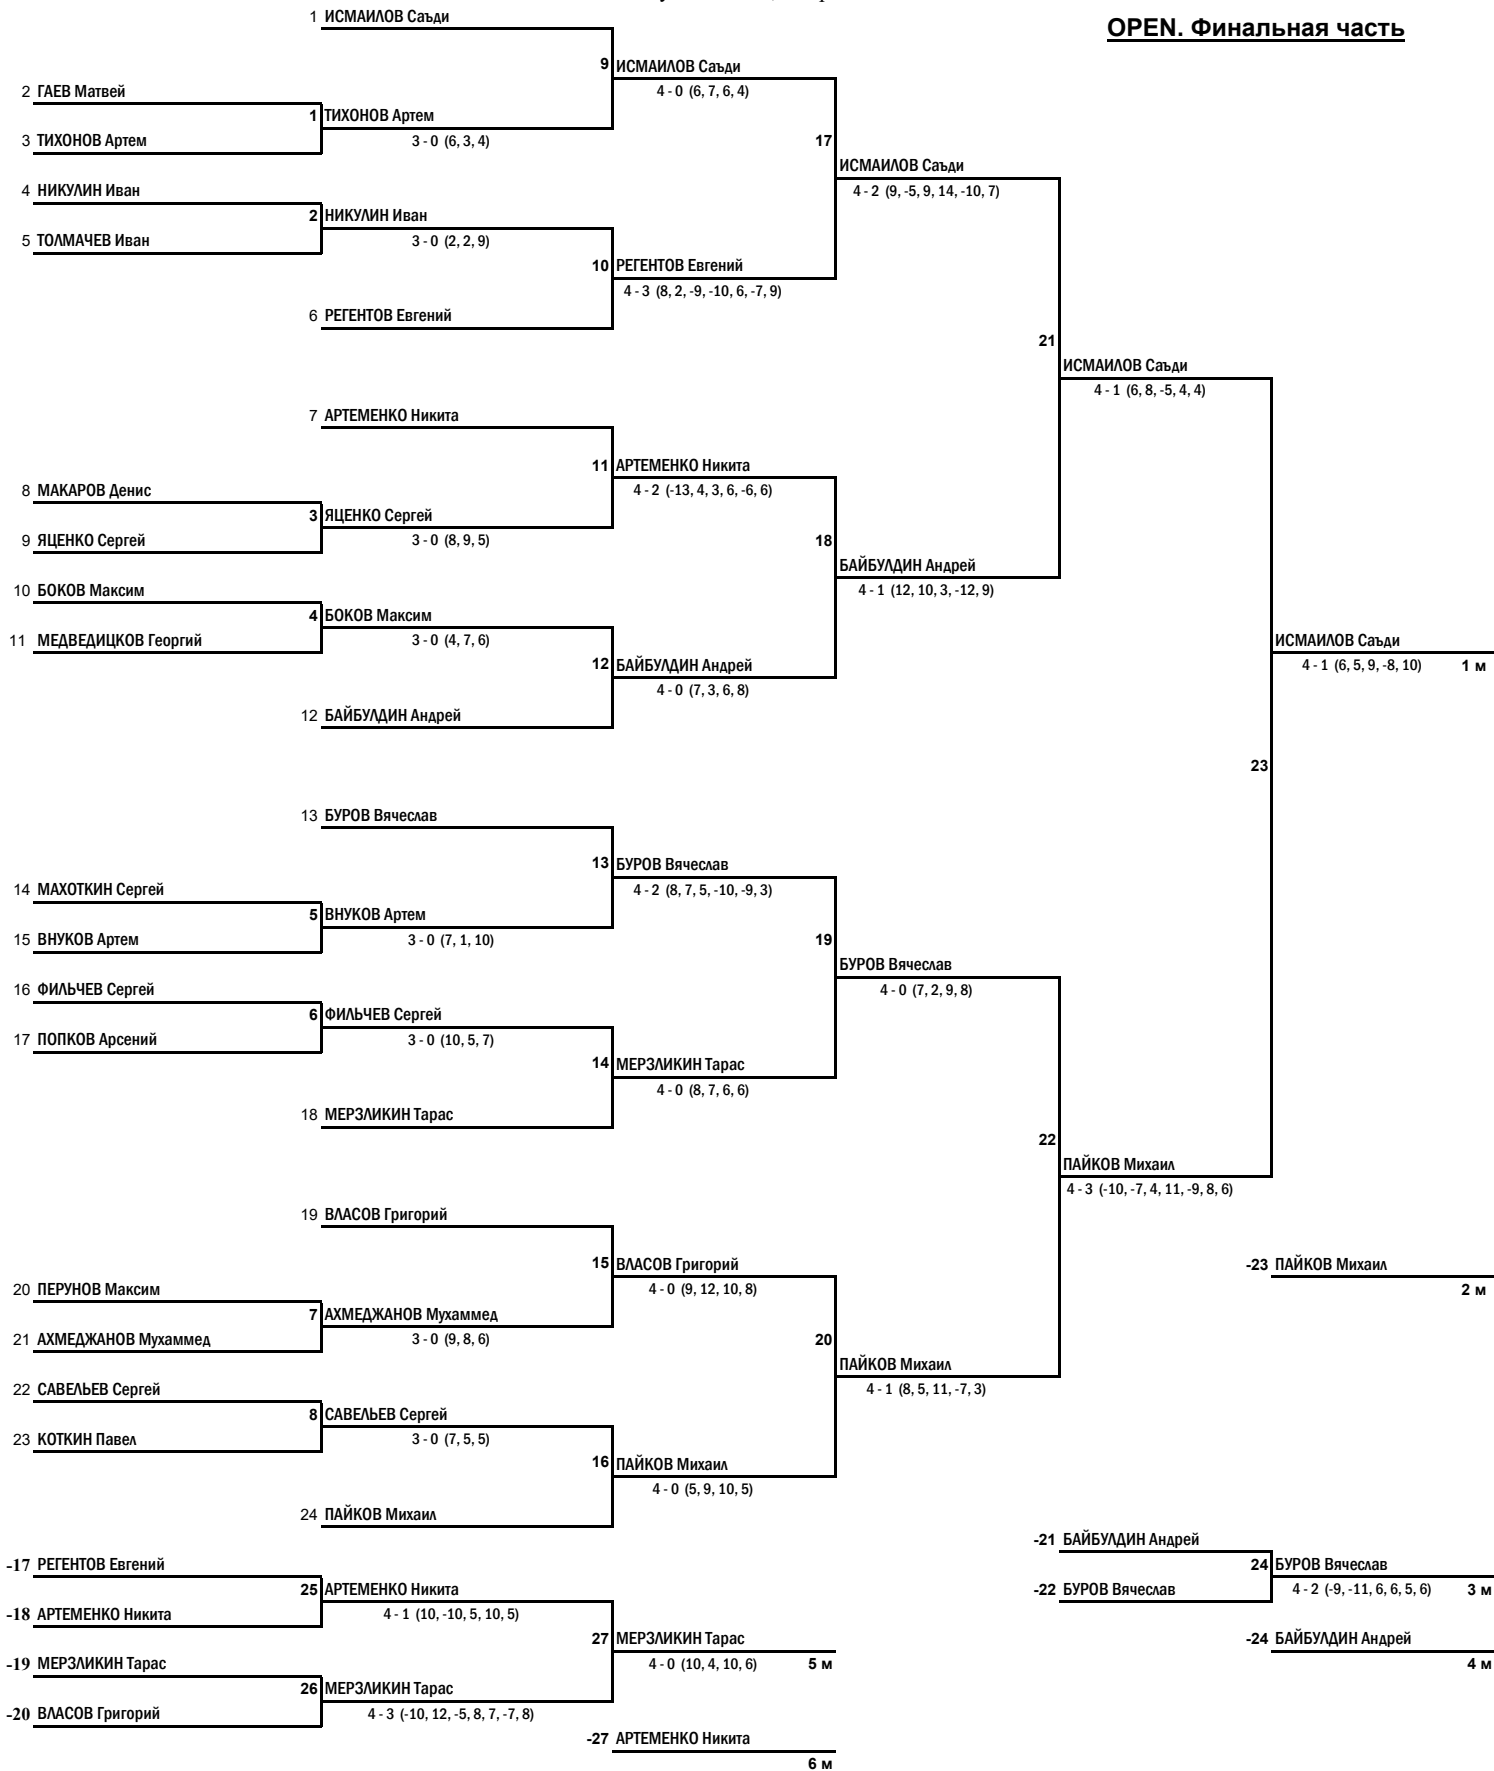 OPEN. Финальная часть
1 ИСМАИЛОВ Саъди
9 ИСМАИЛОВ Саъди
4 - 0 (6, 7, 6, 4)
2 ГАЕВ Матвей
1 ТИХОНОВ Артем
3 - 0 (6, 3, 4)
3 ТИХОНОВ Артем
17
ИСМАИЛОВ Саъди
4 - 2 (9, -5, 9, 14, -10, 7)
4 НИКУЛИН Иван
2 НИКУЛИН Иван
3 - 0 (2, 2, 9)
5 ТОЛМАЧЕВ Иван
10 РЕГЕНТОВ Евгений
4 - 3 (8, 2, -9, -10, 6, -7, 9)
6 РЕГЕНТОВ Евгений
21
ИСМАИЛОВ Саъди
4 - 1 (6, 8, -5, 4, 4)
7 АРТЕМЕНКО Никита
11 АРТЕМЕНКО Никита
4 - 2 (-13, 4, 3, 6, -6, 6)
8 МАКАРОВ Денис
3 ЯЦЕНКО Сергей
3 - 0 (8, 9, 5)
9 ЯЦЕНКО Сергей
18
БАЙБУЛДИН Андрей
4 - 1 (12, 10, 3, -12, 9)
10 БОКОВ Максим
4 БОКОВ Максим
3 - 0 (4, 7, 6)
11 МЕДВЕДИЦКОВ Георгий
ИСМАИЛОВ Саъди
4 - 1 (6, 5, 9, -8, 10) 1 м
12 БАЙБУЛДИН Андрей
4 - 0 (7, 3, 6, 8)
12 БАЙБУЛДИН Андрей
23
13 БУРОВ Вячеслав
13 БУРОВ Вячеслав
4 - 2 (8, 7, 5, -10, -9, 3)
14 МАХОТКИН Сергей
5 ВНУКОВ Артем
3 - 0 (7, 1, 10)
15 ВНУКОВ Артем
19
БУРОВ Вячеслав
4 - 0 (7, 2, 9, 8)
16 ФИЛЬЧЕВ Сергей
6 ФИЛЬЧЕВ Сергей
3 - 0 (10, 5, 7)
17 ПОПКОВ Арсений
14 МЕРЗЛИКИН Тарас
4 - 0 (8, 7, 6, 6)
18 МЕРЗЛИКИН Тарас
22
ПАЙКОВ Михаил
4 - 3 (-10, -7, 4, 11, -9, 8, 6)
19 ВЛАСОВ Григорий
15 ВЛАСОВ Григорий
4 - 0 (9, 12, 10, 8)
-23 ПАЙКОВ Михаил
2 м
20 ПЕРУНОВ Максим
7 АХМЕДЖАНОВ Мухаммед
3 - 0 (9, 8, 6)
21 АХМЕДЖАНОВ Мухаммед
20
ПАЙКОВ Михаил
4 - 1 (8, 5, 11, -7, 3)
22 САВЕЛЬЕВ Сергей
8 САВЕЛЬЕВ Сергей
3 - 0 (7, 5, 5)
23 КОТКИН Павел
16 ПАЙКОВ Михаил
4 - 0 (5, 9, 10, 5)
24 ПАЙКОВ Михаил
-21 БАЙБУЛДИН Андрей
24 БУРОВ Вячеслав
-22 БУРОВ Вячеслав
4 - 2 (-9, -11, 6, 6, 5, 6) 3 м
-24 БАЙБУЛДИН Андрей
4 м
-17 РЕГЕНТОВ Евгений
25 АРТЕМЕНКО Никита
4 - 1 (10, -10, 5, 10, 5)
-18 АРТЕМЕНКО Никита
27 МЕРЗЛИКИН Тарас
4 - 0 (10, 4, 10, 6) 5 м
-19 МЕРЗЛИКИН Тарас
26 МЕРЗЛИКИН Тарас
4 - 3 (-10, 12, -5, 8, 7, -7, 8)
-20 ВЛАСОВ Григорий
-27 АРТЕМЕНКО Никита
6 м